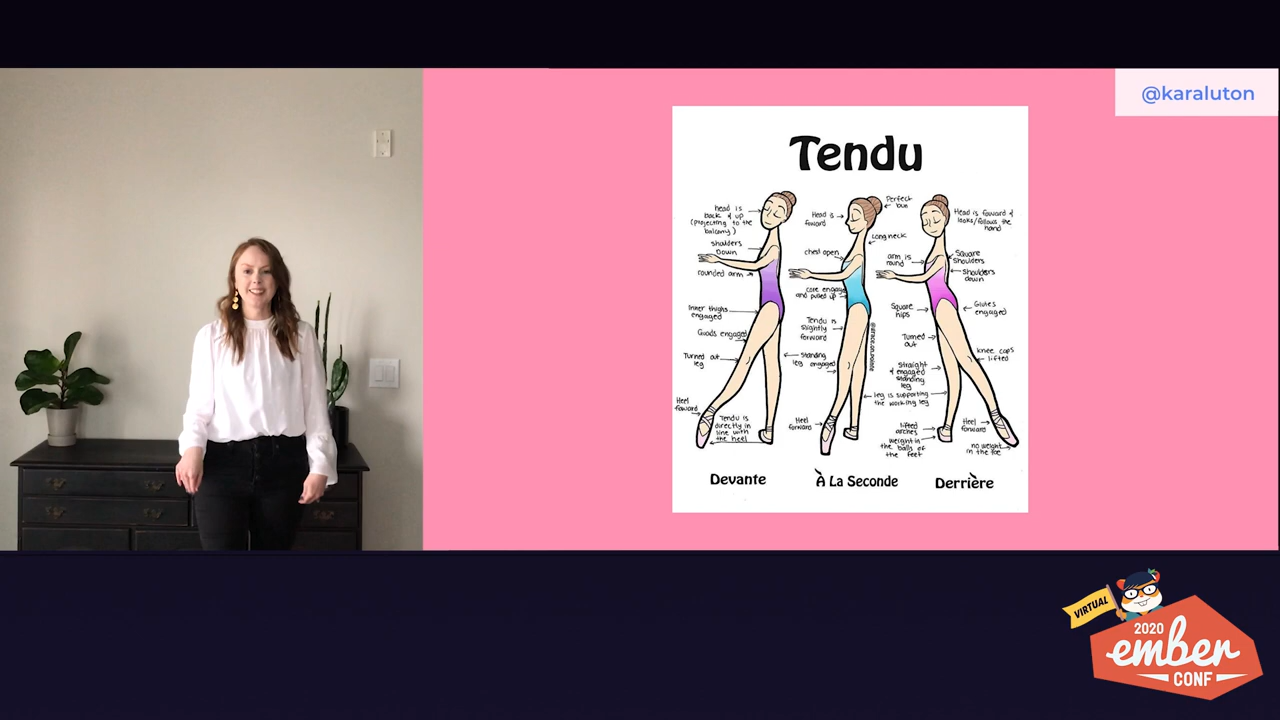 @karaluton
Tendu
head is
back & up
(projecting to the
balcony)
shoulders
Down
rounded arm
Inner thighs
engaged
Quads engaged
Turned out
leg
Heel
foward
Tendu is
directly in
line with
the heel
standing
leg engaged
Devante
Perfect
bun
Head is
foward
Long neck
chest open
core engaged
and pulled up
Tendu is
slightly
forward
Heel
forward
À La Seconde
Head is foward &
looks/follows the
hand
arm is
round
Square
Shoulders
Shoulders
down
Square
hips
Glutes
engaged
Turned
out
knee caps
lifted
straight
& engaged
standing
leg
leg is supporting
the working leg
lifted
arches
weight in
the balls of
the feet
Heel
forward
no weight
in the toe
Derrière
VIRTUAL
2020
ember
CONF